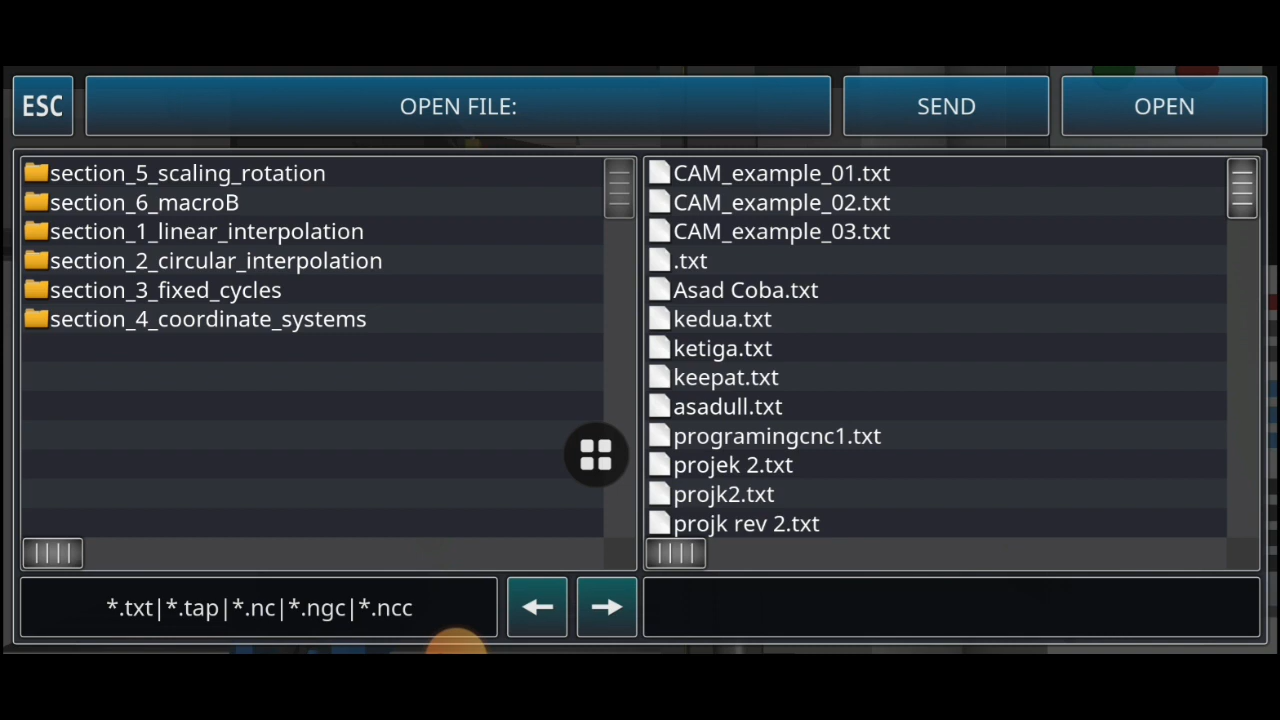 ESC
OPEN FILE:
SEND
OPEN
section_5_scaling_rotation
section_6_macroB
section_1_linear_interpolation
section_2_circular_interpolation
section_3_fixed_cycles
section_4_coordinate_systems
CAM_example_01.txt
CAM_example_02.txt
CAM_example_03.txt
.txt
Asad Coba.txt
kedua.txt
ketiga.txt
keepat.txt
asadull.txt
programingcnc1.txt
projek 2.txt
projk2.txt
projk rev 2.txt
*.txt|*.tap|*.nc|*.ngc|*.ncc